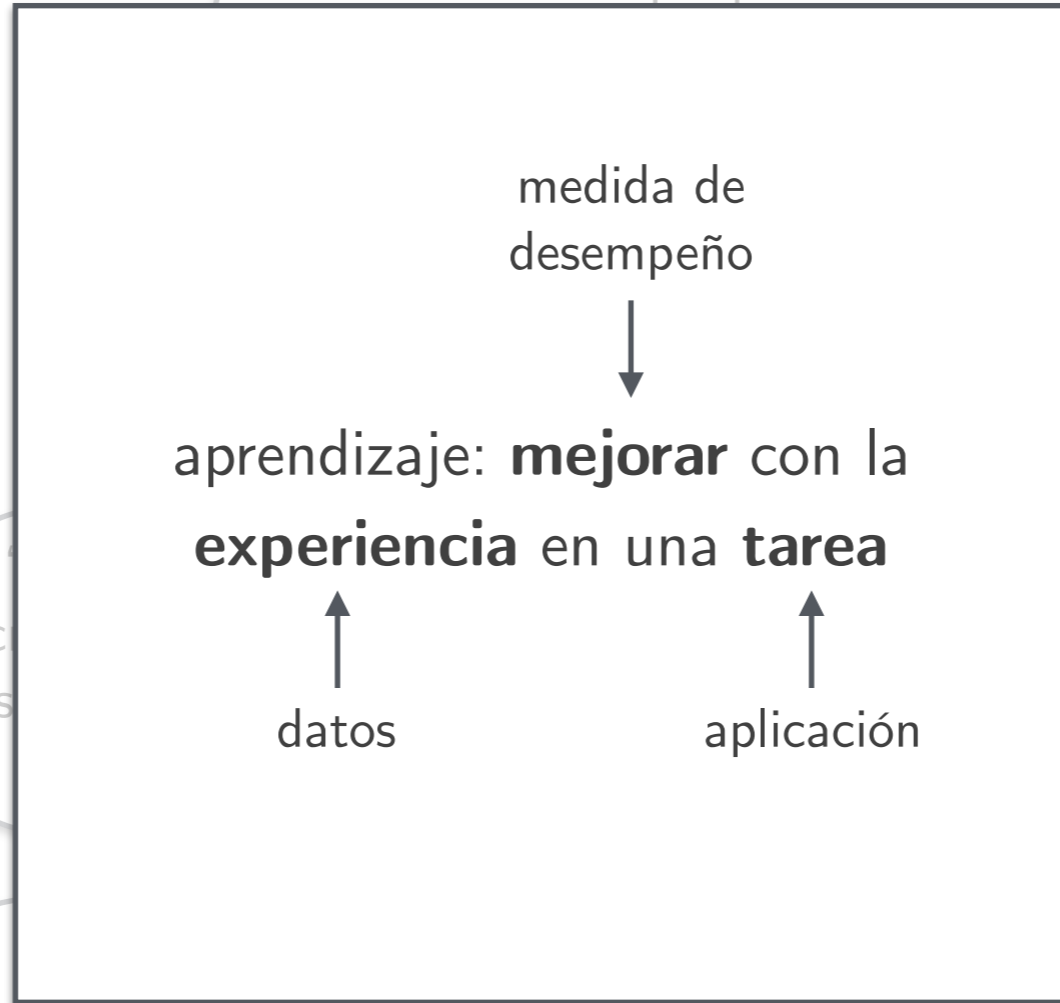 medida de
desempeño
aprendizaje: mejorar con la
experiencia en una tarea
datos
aplicación